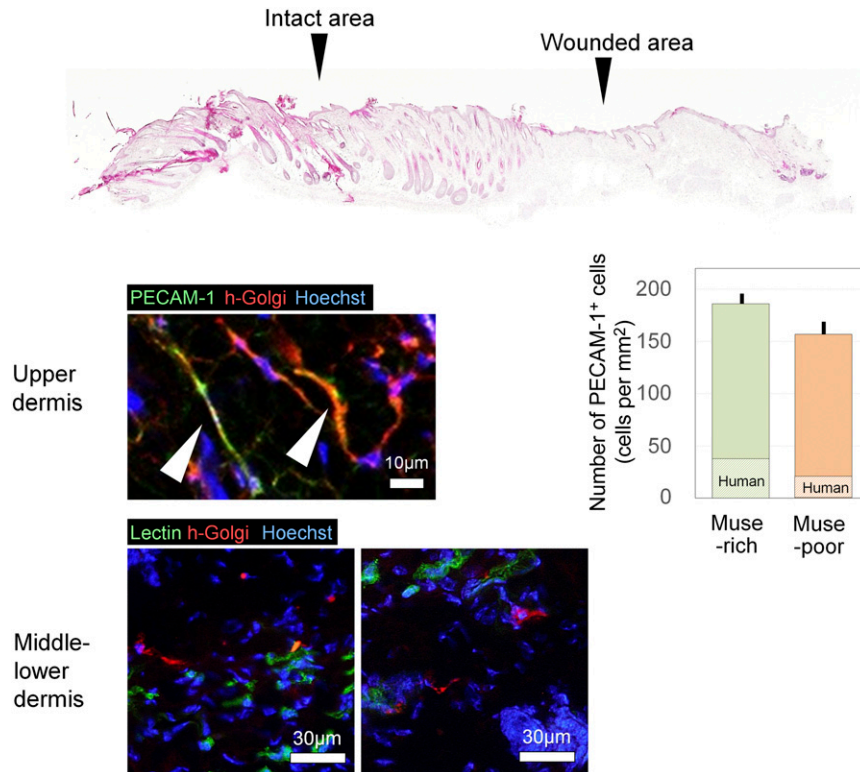 Intact area
Wounded area
PECAM-1 h-Golgi Hoechst
Upper
dermis
10µm
Number of PECAM-1+ cells
(cells per mm2)
200
150
100
50
0
Human
Human
Muse
-rich
Muse
-poor
Lectin h-Golgi Hoechst
Middle-
lower
dermis
30µm
30µm